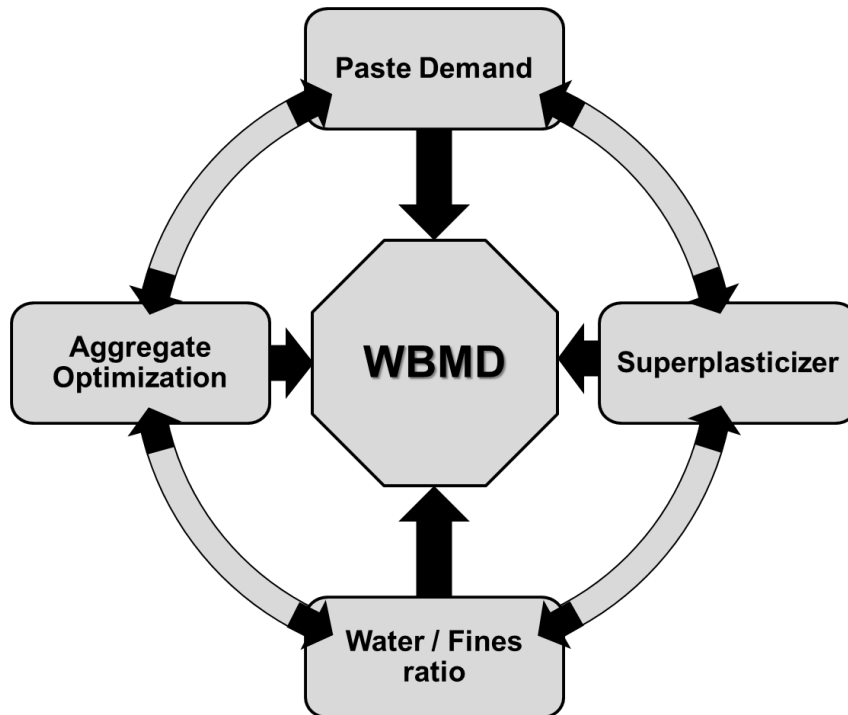 Paste Demand
Aggregate
Optimization
WBMD
Superplasticizer
Water / Fines
ratio